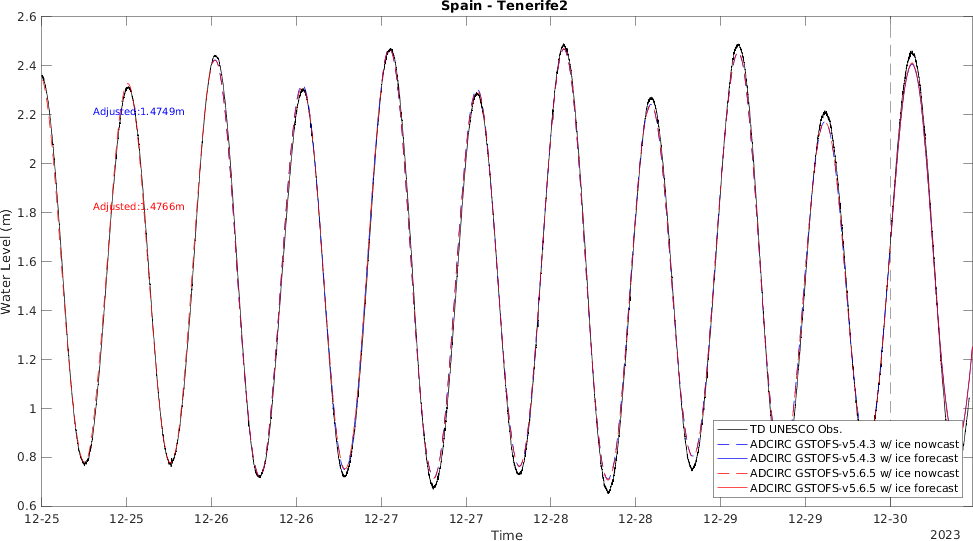 Spain - Tenerife2
2.6
2.4
2.2
2
1.8
1.6
1.4
1.2
1
0.8
0.6
Water Level (m)
Adjusted:1.4749m
Adjusted:1.4766m
TD UNESCO Obs.
ADCIRC GSTOFS-v5.4.3 w/ ice nowcast
ADCIRC GSTOFS-v5.4.3 w/ ice forecast
ADCIRC GSTOFS-v5.6.5 w/ ice nowcast
ADCIRC GSTOFS-v5.6.5 w/ ice forecast
12-25 12-25 12-26 12-26 12-27 12-27 12-28 12-28 12-29 12-29 12-30
Time
2023